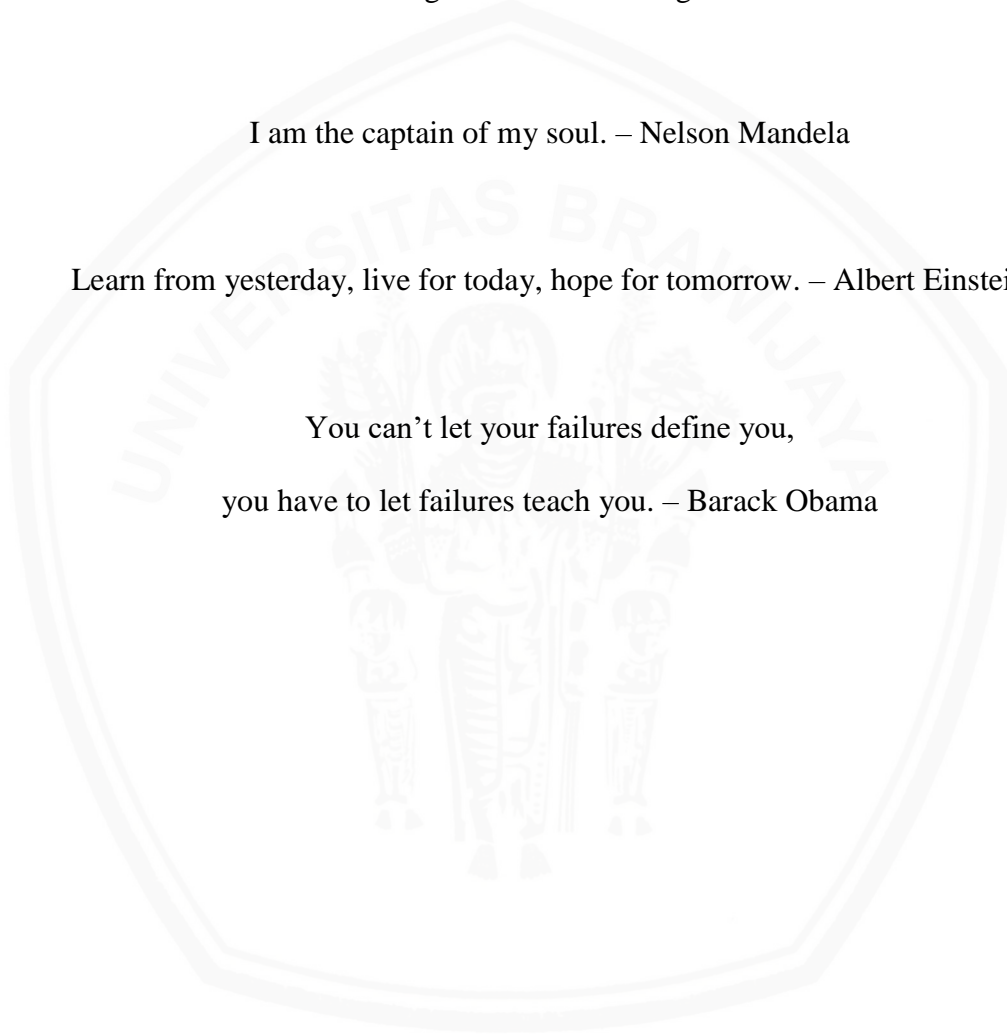 I am the captain of my soul. – Nelson Mandela
UNIVERSITAS BRAWIJAYA
Learn from yesterday, live for today, hope for tomorrow. – Albert
You can’t let your failures define you,
you have to let failures teach you. – Barack Obama